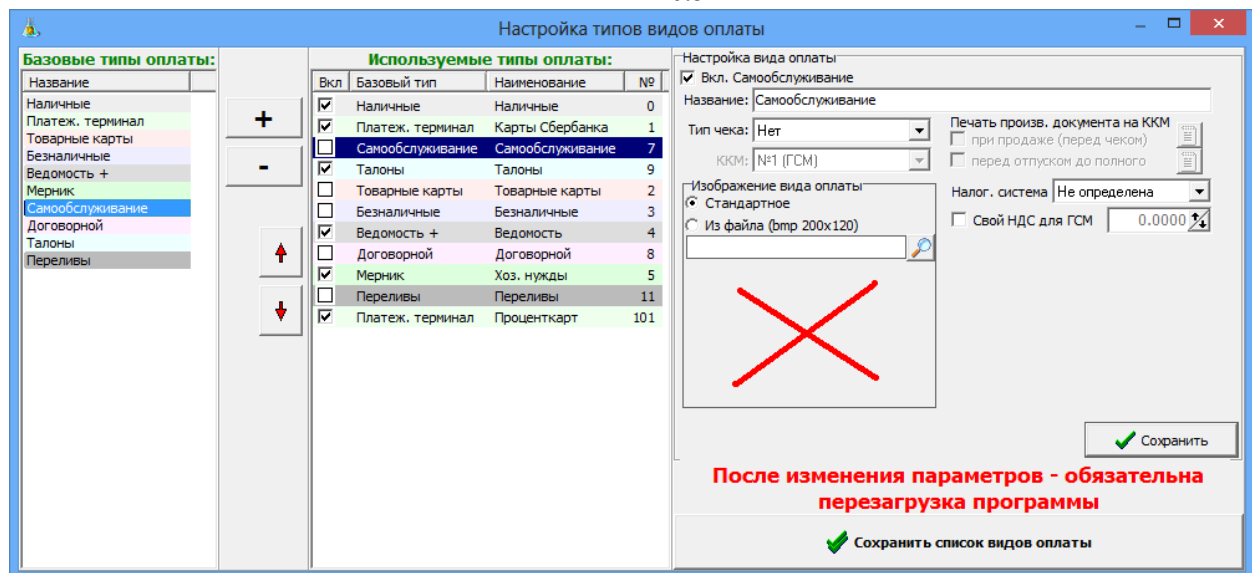 Настройка типов видов оплаты
Базовые типы оплаты:
Название
Наличные
Платеж. терминал
Товарные карты
Безналичные
Ведомость +
Мерник
Самообслуживание
Договорной
Талоны
Переливы
+
-
Используемые типы оплаты:
Вкл Базовый тип Наименование №
Наличные Наличные 0
Платеж. терминал Карты Сбербанка 1
Самообслуживание Самообслуживание 7
Талоны Талоны 9
Товарные карты Товарные карты 2
Безналичные Безналичные 3
Ведомость + Ведомость 4
Договорной Договорной 8
Мерник Хоз. нужды 5
Переливы Переливы 11
Платеж. терминал Проценткарт 101
Настройка вида оплаты
Вкл. Самообслуживание
Название: Самообслуживание
Тип чека: Нет
ККМ: №1 (ГСМ)
Печать произв. документа на ККМ
при продаже (перед чеком)
перед отпуском до полного
Изображение вида оплаты
Стандартное
Из файла (bmp 200x120)
Налог. система Не определена
Свой НДС для ГСМ 0.0000
Сохранить
После изменения параметров - обязательна
перезагрузка программы
Сохранить список видов оплаты